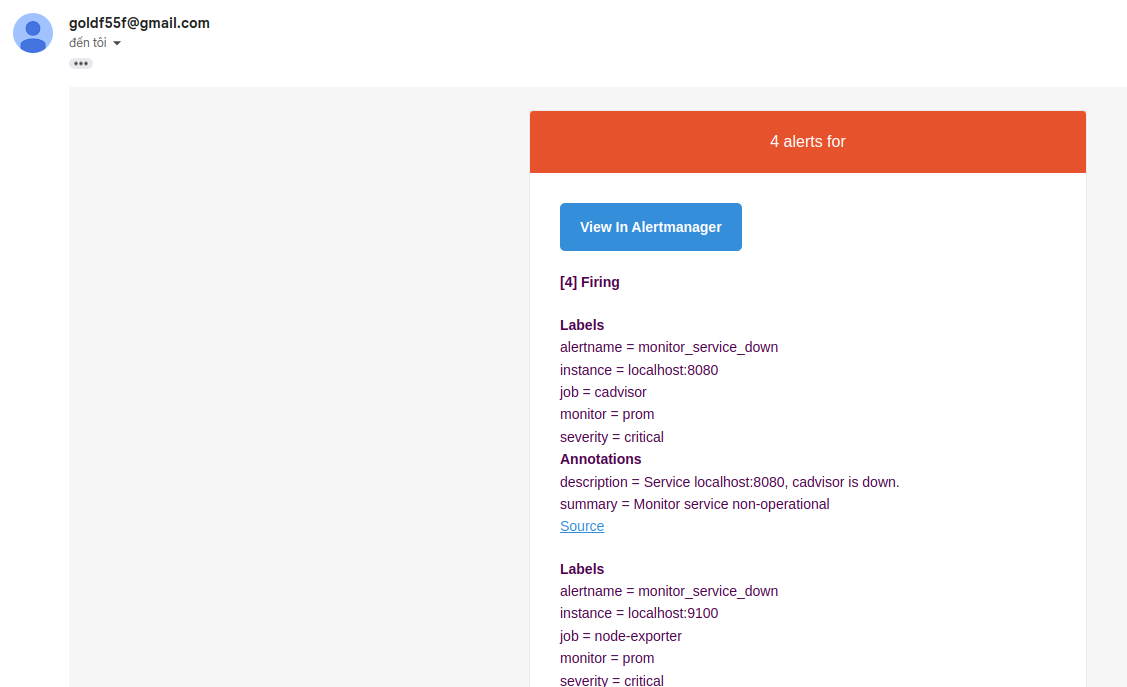 goldf55f@gmail.com
đến tôi
4 alerts for
View In Alertmanager
[4] Firing
Labels
alertname = monitor_service_down
instance = localhost:8080
job = cadvisor
monitor = prom
severity = critical
Annotations
description = Service localhost:8080, cadvisor is down.
summary = Monitor service non-operational
Source
Labels
alertname = monitor_service_down
instance = localhost:9100
job = node-exporter
monitor = prom
severity = critical